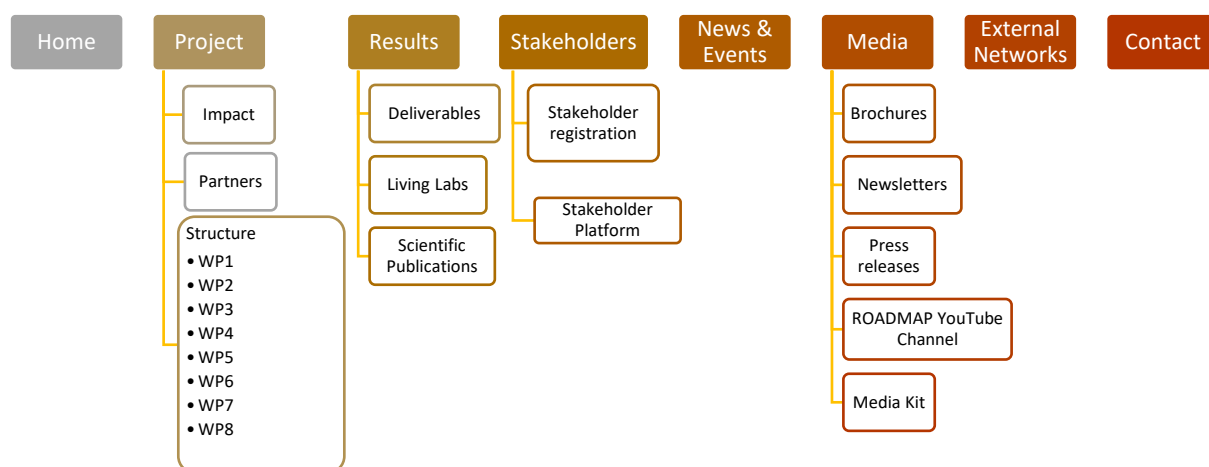 Home
Project
Results
Stakeholders
News &
Events
Media
External
Networks
Contact
Impact
Partners
Structure
• WP1
• WP2
• WP3
• WP4
• WP5
• WP6
• WP7
• WP8
Deliverables
Living Labs
Scientific
Publications
Stakeholder
registration
Stakeholder
Platform
Brochures
Newsletters
Press
releases
ROADMAP YouTube
Channel
Media Kit